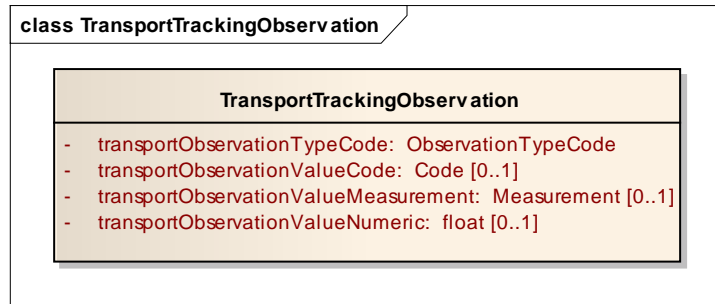 class TransportTrackingObservation
TransportTrackingObservation
- transportObservationTypeCode: ObservationTypeCode
- transportObservationValueCode: Code [0..1]
- transportObservationValueMeasurement: Measurement [0..1]
- transportObservationValueNumeric: float [0..1]